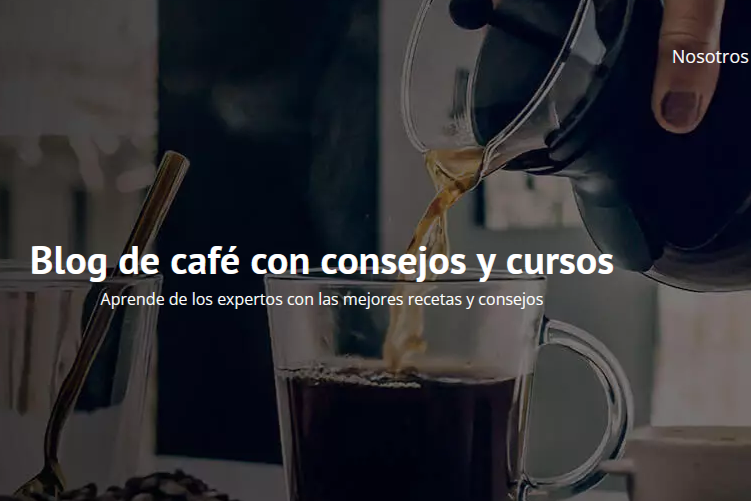 Nosotros
Blog de café con consejos y cursos
Aprende de los expertos con las mejores recetas y consejos